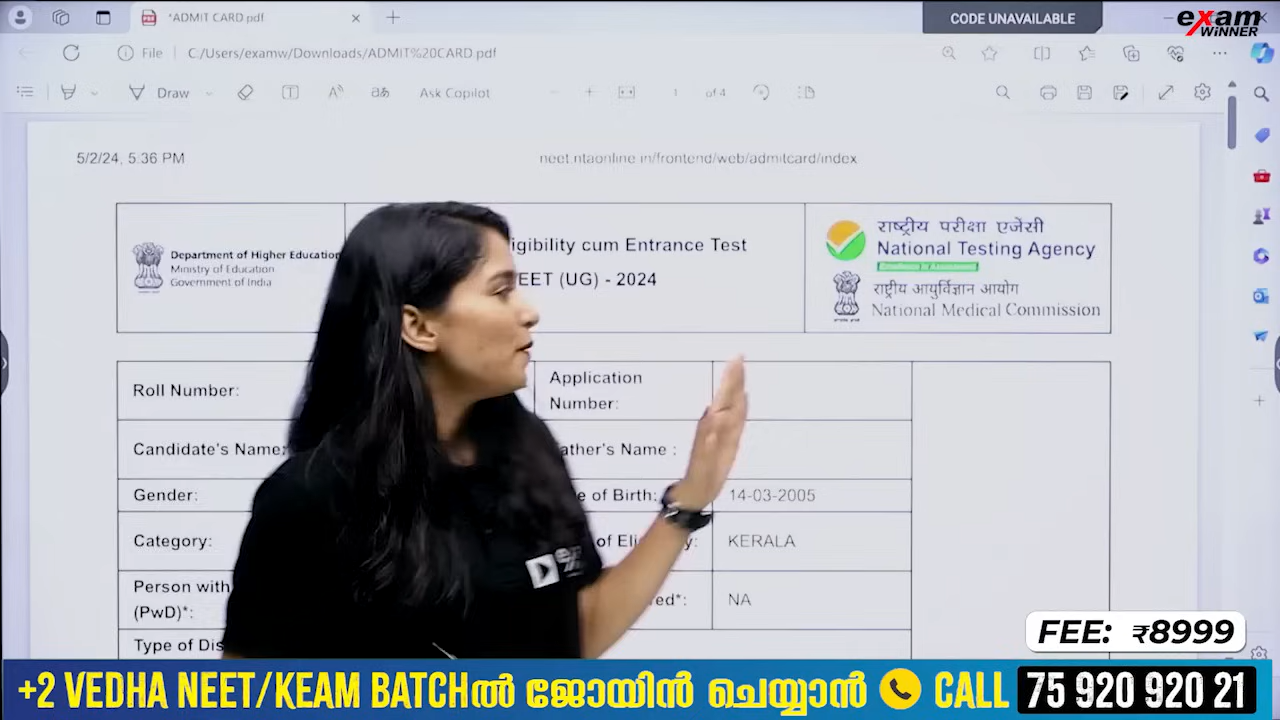 *ADMIT CARD.pdf
CODE UNAVAILABLE
exam
WiNNER
File
C:/Users/examw/Downloads/ADMIT%20CARD.pdf
Draw
Ask Copilot
1 of 4
5/2/24, 5:36 PM
neet.ntaonline.in/frontend/web/admitcard/index
Department of Higher Education
Ministry of Education
Government of India
igibility cum Entrance Test
EET (UG) - 2024
राष्ट्रीय परीक्षा एजेंसी
National Testing Agency
राष्ट्रीय आयुर्विज्ञान आयोग
National Medical Commission
Roll Number:
Application
Number:
Candidate's Name:
ather's Name :
Gender:
e of Birth:
14-03-2005
Category:
KERALA
Person with
(PwD)*:
ed*:
NA
Type of Dis
FEE: ₹8999
+2 VEDHA NEET/KEAM BATCHൽ ജോയിൻ ചെയ്യാൻ CALL 75 920 920 21